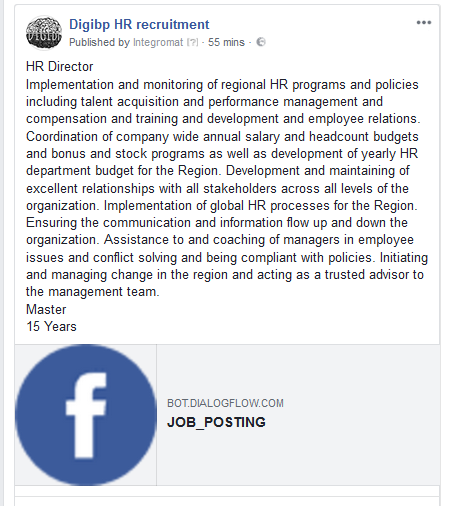 Digibp HR recruitment
Published by Integromat [?] · 55 mins ·
HR Director
Implementation and monitoring of regional HR programs and policies
including talent acquisition and performance management and
compensation and training and development and employee relations.
Coordination of company wide annual salary and headcount budgets
and bonus and stock programs as well as development of yearly HR
department budget for the Region. Development and maintaining of
excellent relationships with all stakeholders across all levels of the
organization. Implementation of global HR processes for the Region.
Ensuring the communication and information flow up and down the
organization. Assistance to and coaching of managers in employee
issues and conflict solving and being compliant with policies. Initiating
and managing change in the region and acting as a trusted advisor to
the management team.
Master
15 Years
f
BOT.DIALOGFLOW.COM
JOB_POSTING